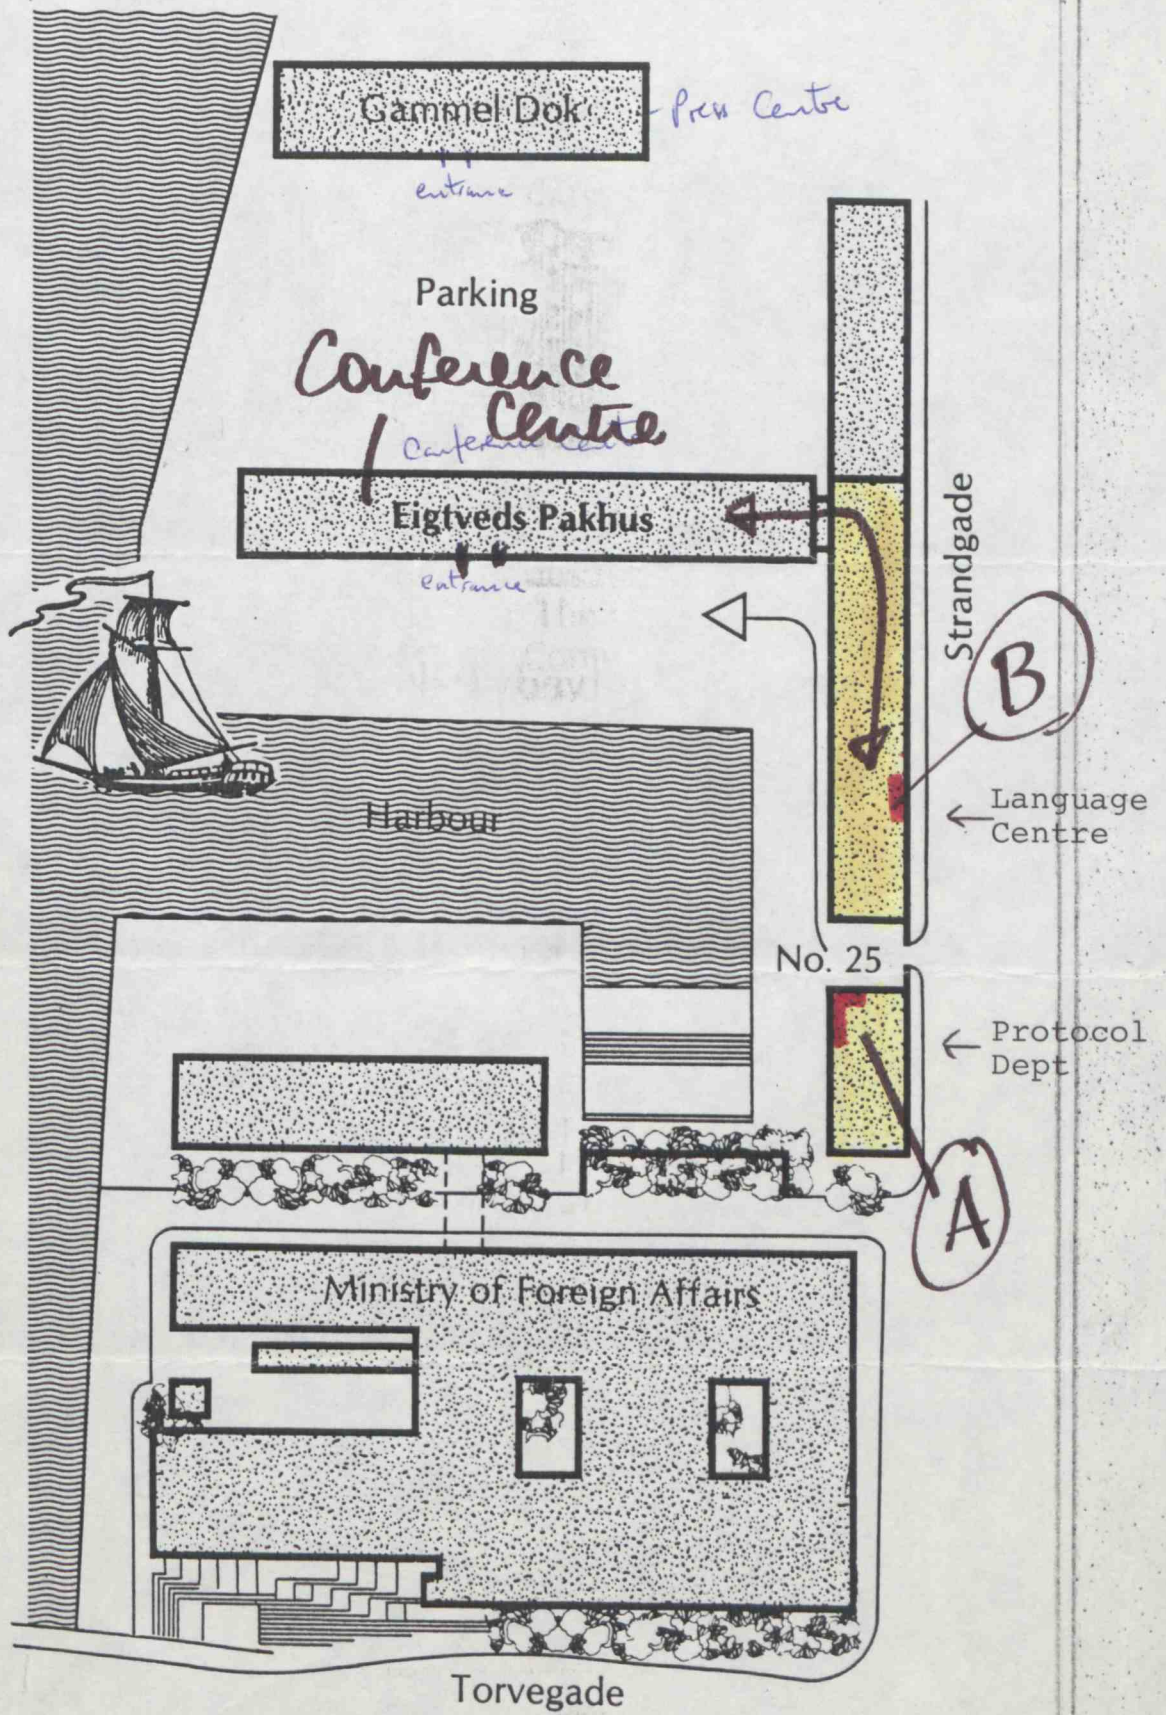 Gammel Dok
- Press Centre
entrance
Parking
Conference
Centre
Conference Centre
Eigtveds Pakhus
entrance
Strandgade
B
← Language
Centre
Harbour
No. 25
← Protocol
Dept
A
Ministry of Foreign Affairs
Torvegade